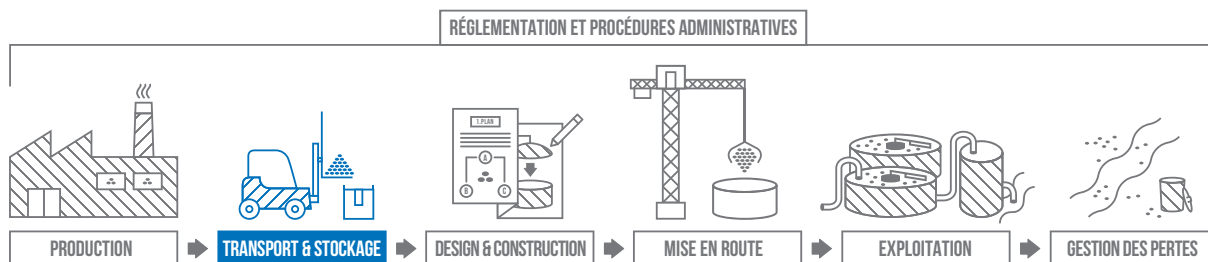 RÉGLEMENTATION ET PROCÉDURES ADMINISTRATIVES
1.PLAN
A
B
C
PRODUCTION
TRANSPORT & STOCKAGE
DESIGN & CONSTRUCTION
MISE EN ROUTE
EXPLOITATION
GESTION DES PERTES